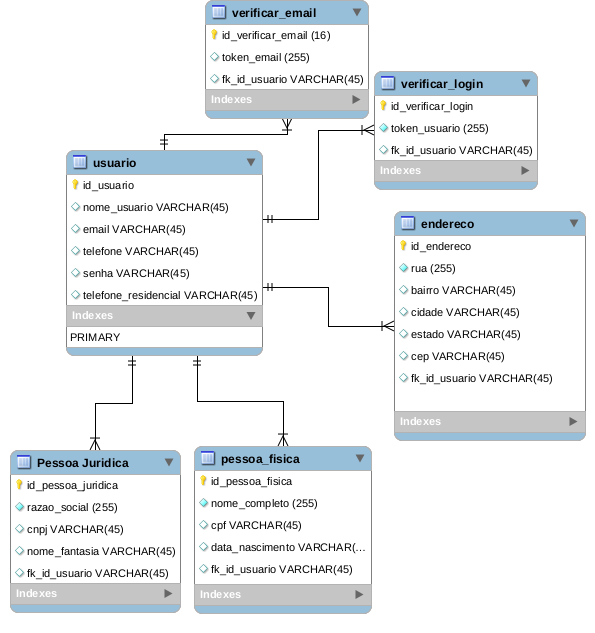 verificar_email
id_verificar_email (16)
token_email (255)
fk_id_usuario VARCHAR(45)
Indexes
verificar_login
id_verificar_login
token_usuario (255)
fk_id_usuario VARCHAR(45)
Indexes
usuario
id_usuario
nome_usuario VARCHAR(45)
email VARCHAR(45)
telefone VARCHAR(45)
senha VARCHAR(45)
telefone_residencial VARCHAR(45)
Indexes
PRIMARY
endereco
id_endereco
rua (255)
bairro VARCHAR(45)
cidade VARCHAR(45)
estado VARCHAR(45)
cep VARCHAR(45)
fk_id_usuario VARCHAR(45)
Indexes
Pessoa Juridica
id_pessoa_juridica
razao_social (255)
cnpj VARCHAR(45)
nome_fantasia VARCHAR(45)
fk_id_usuario VARCHAR(45)
Indexes
pessoa_fisica
id_pessoa_fisica
nome_completo (255)
cpf VARCHAR(45)
data_nascimento VARCHAR(...
fk_id_usuario VARCHAR(45)
Indexes